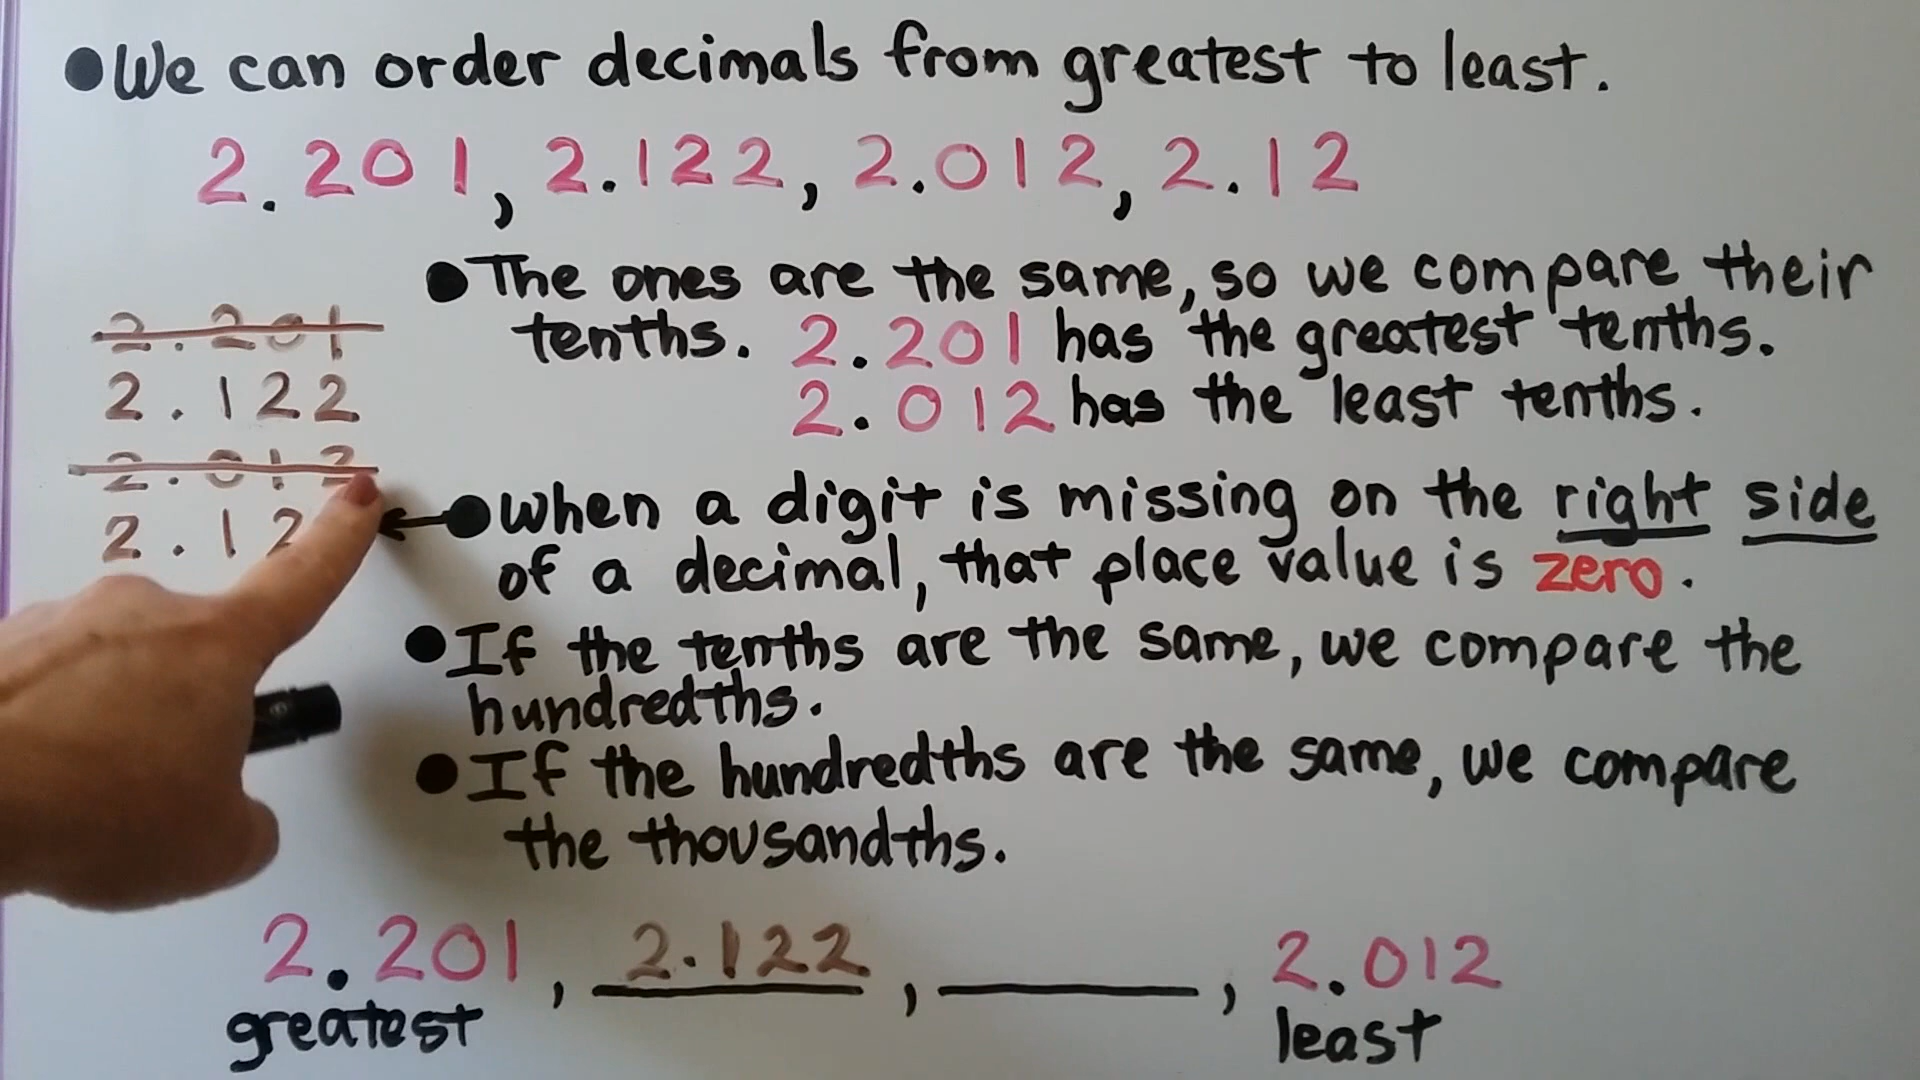 •We can order decimals from greatest to least.
2.201, 2.122, 2.012, 2.12
•The ones are the same, so we compare their
tenths. 2.201 has the greatest tenths.
2.012 has the least tenths.
2.201
2.122
2.012
2.12
•When a digit is missing on the right side
of a decimal, that place value is zero.
•If the tenths are the same, we compare the
hundredths.
•If the hundredths are the same, we compare
the thousandths.
2.201, 2.122, ____, 2.012
greatest least